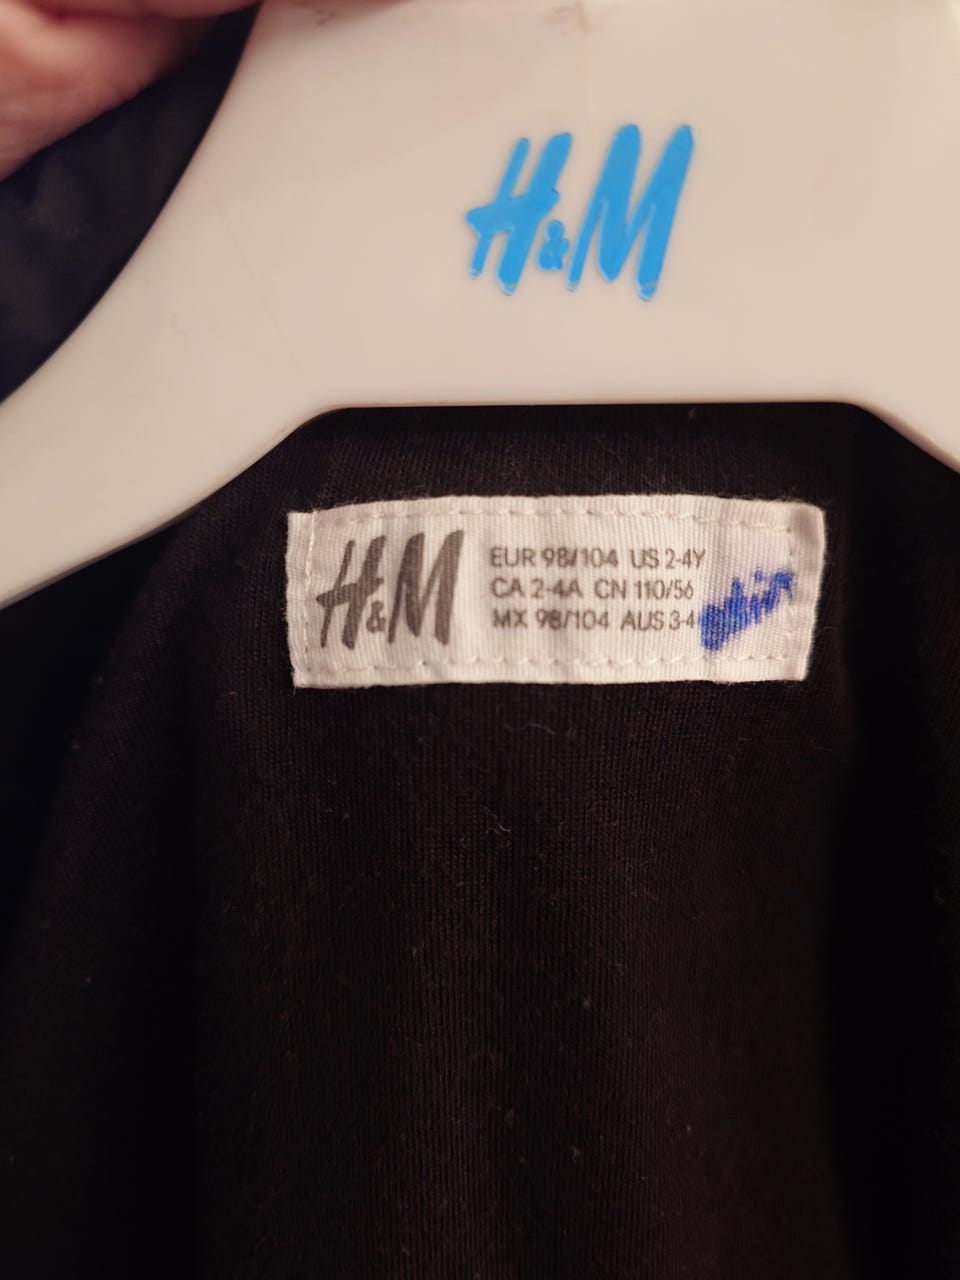 H&M
H&M
EUR 98/104 US 2-4Y
CA 2-4A CN 110/56
MX 98/104 AUS 3-4